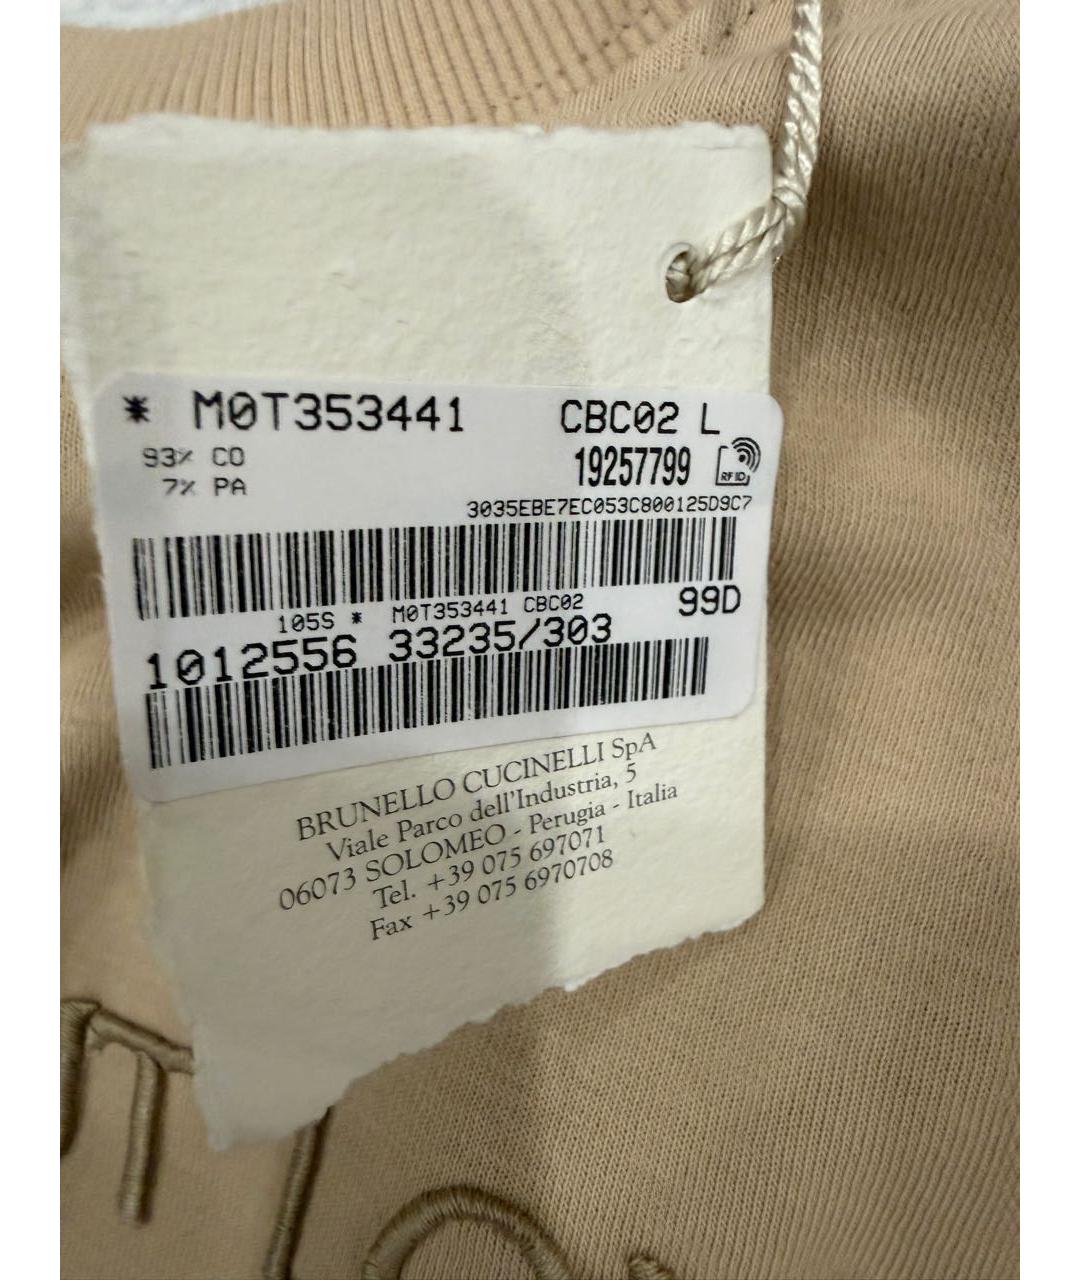 * M0T353441 CBC02 L
93% CO 19257799
7% PA RFID
3035EBE7EC053C800125D9C7
105S * M0T353441 CBC02 99D
1012556 33235/303
BRUNELLO CUCINELLI SpA
Viale Parco dell'Industria, 5
06073 SOLOMEO - Perugia - Italia
Tel. +39 075 697071
Fax +39 075 6970708